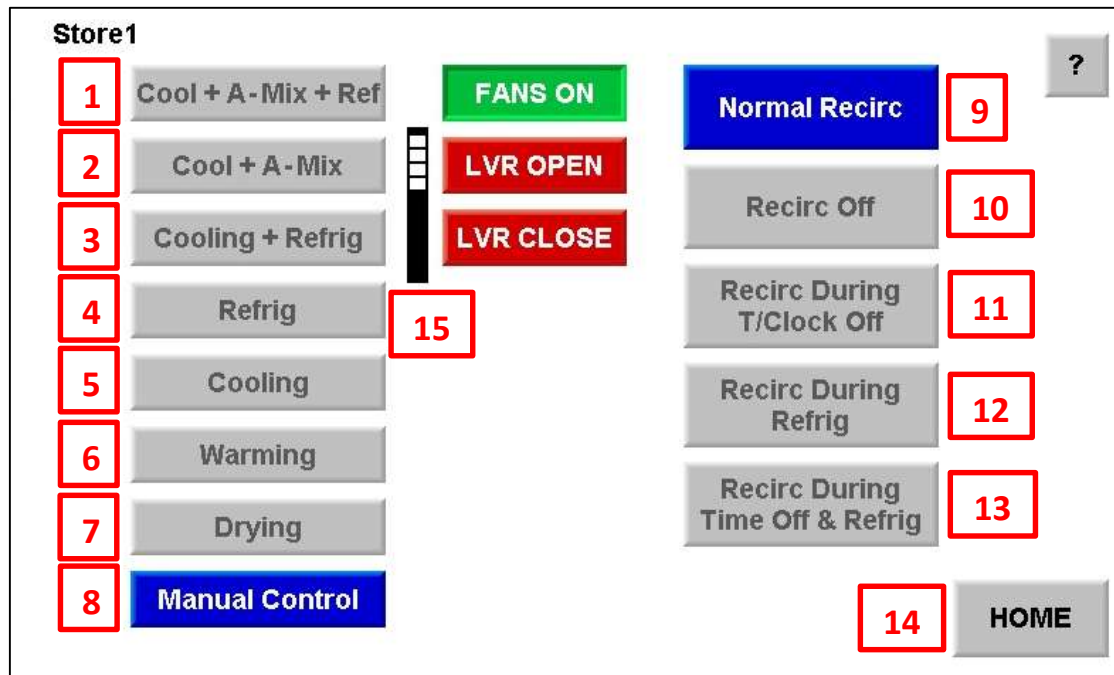 Store1
?
1 Cool + A-Mix + Ref FANS ON Normal Recirc 9
2 Cool + A-Mix LVR OPEN
Recirc Off 10
3 Cooling + Refrig LVR CLOSE
4 Refrig 15
Recirc During
T/Clock Off 11
5 Cooling
Recirc During
Refrig 12
6 Warming
7 Drying
Recirc During
Time Off & Refrig 13
8 Manual Control
14 HOME